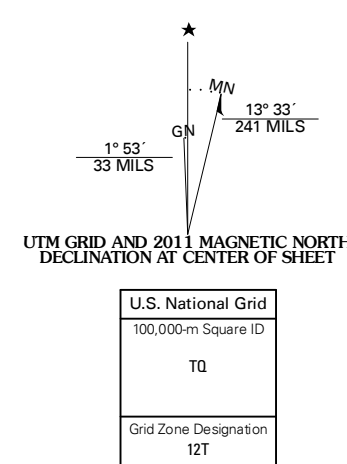 ★
MN
13° 33´
241 MILS
GN
1° 53´
33 MILS
UTM GRID AND 2011 MAGNETIC NORTH
DECLINATION AT CENTER OF SHEET
U.S. National Grid
100,000-m Square ID
TQ
Grid Zone Designation
12T